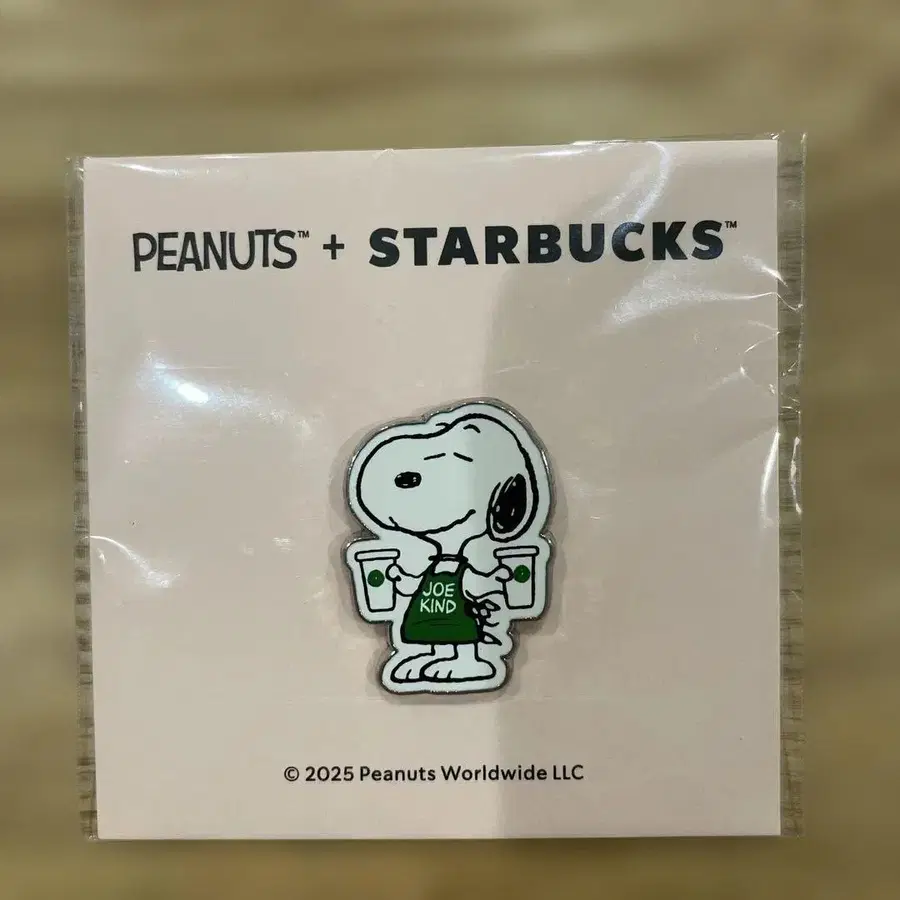 PEANUTS™ + STARBUCKS™
JOE
KIND
© 2025 Peanuts Worldwide LLC